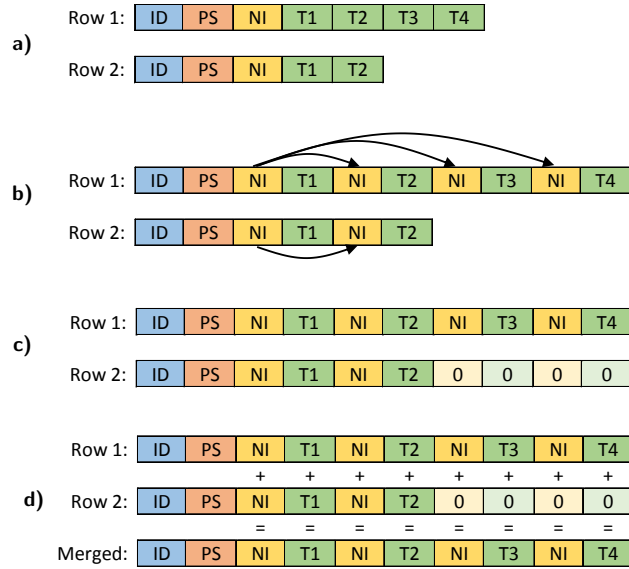 Row 1: ID PS NI T1 T2 T3 T4
a)
Row 2: ID PS NI T1 T2
Row 1: ID PS NI T1 NI T2 NI T3 NI T4
b)
Row 2: ID PS NI T1 NI T2
Row 1: ID PS NI T1 NI T2 NI T3 NI T4
c)
Row 2: ID PS NI T1 NI T2 0 0 0 0
Row 1: ID PS NI T1 NI T2 NI T3 NI T4
+ + + + + + + +
d) Row 2: ID PS NI T1 NI T2 0 0 0 0
= = = = = = = =
Merged: ID PS NI T1 NI T2 NI T3 NI T4